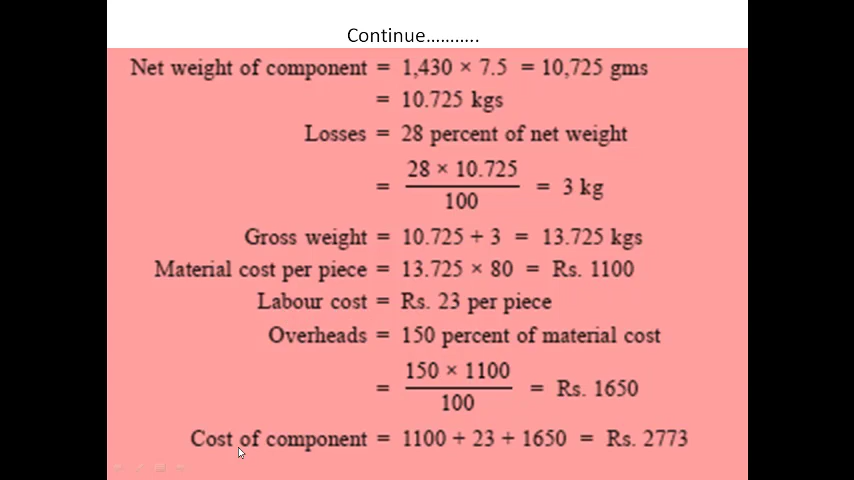 Continue………..
Net weight of component = 1,430 × 7.5 = 10,725 gms
= 10.725 kgs
Losses = 28 percent of net weight
= 28 × 10.725 / 100 = 3 kg
Gross weight = 10.725 + 3 = 13.725 kgs
Material cost per piece = 13.725 × 80 = Rs. 1100
Labour cost = Rs. 23 per piece
Overheads = 150 percent of material cost
= 150 × 1100 / 100 = Rs. 1650
Cost of component = 1100 + 23 + 1650 = Rs. 2773